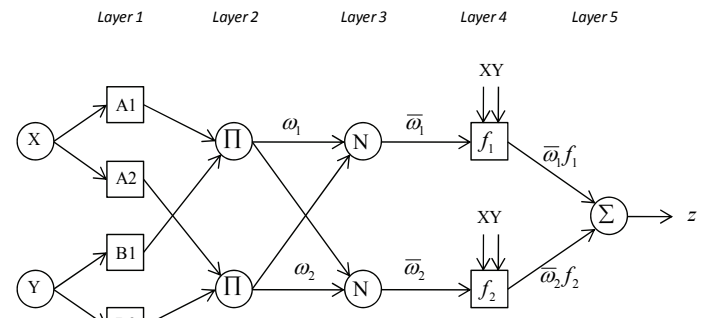 Layer 1 Layer 2 Layer 3 Layer 4 Layer 5
XY
A1
X Π ω₁ N ω̅₁ f₁
ω̅₁f₁
A2
Σ z
XY
B1
ω̅₂f₂
Y Π ω₂ N ω̅₂ f₂